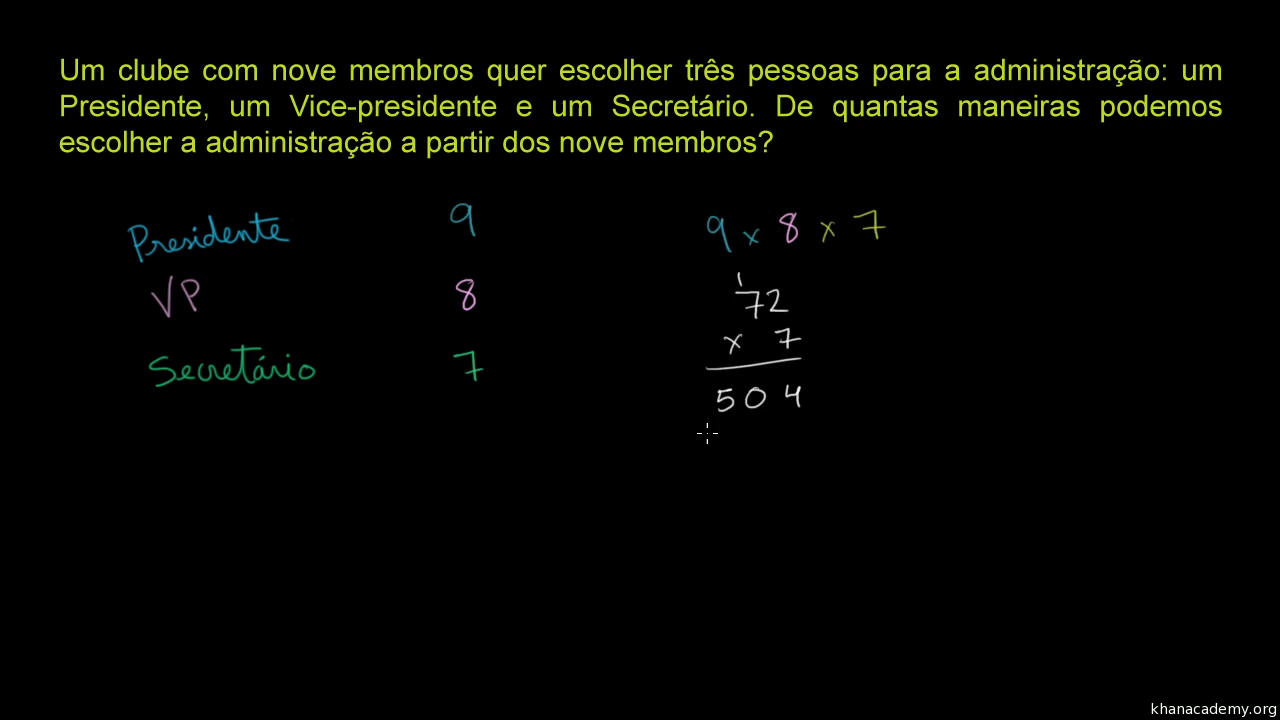 Um clube com nove membros quer escolher três pessoas para a administração: um
Presidente, um Vice-presidente e um Secretário. De quantas maneiras podemos
escolher a administração a partir dos nove membros?
Presidente 9
VP 8
Secretário 7
9 x 8 x 7
1
72
x 7
504
khanacademy.org